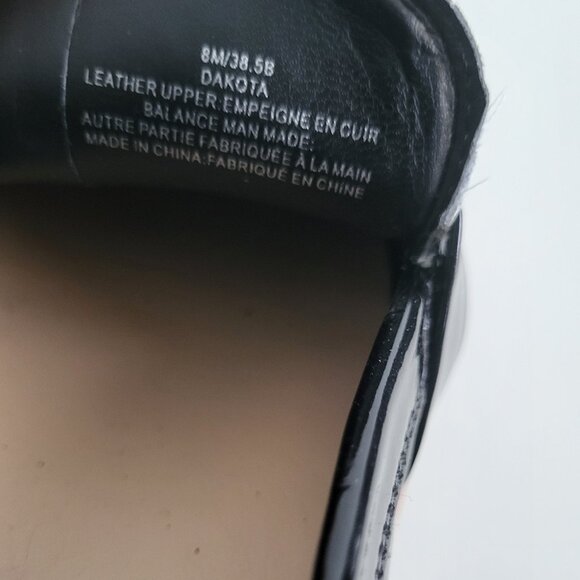 8M/38.5B
DAKOTA
LEATHER UPPER:EMPEIGNE EN CUIR
BALANCE MAN MADE:
AUTRE PARTIE FABRIQUÉE À LA MAIN
MADE IN CHINA:FABRIQUÉ EN CHINE